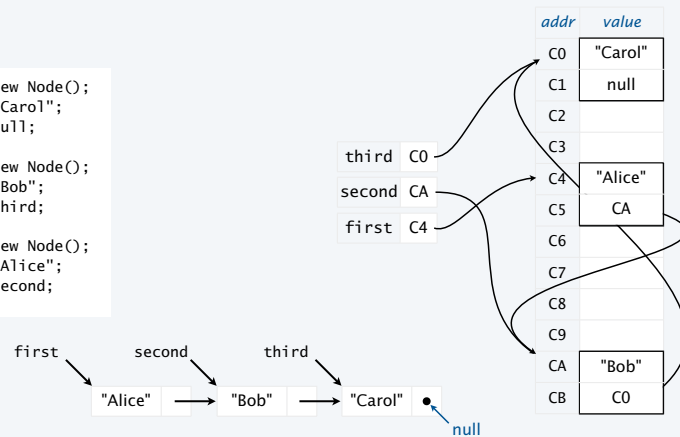 addr value
C0 "Carol"
C1 null
C2
C3
C4 "Alice"
C5 CA
C6
C7
C8
C9
CA "Bob"
CB C0
ew Node();
Carol";
ull;
ew Node();
Bob";
hird;
ew Node();
Alice";
econd;
third C0
second CA
first C4
first second third
"Alice" "Bob" "Carol"
null